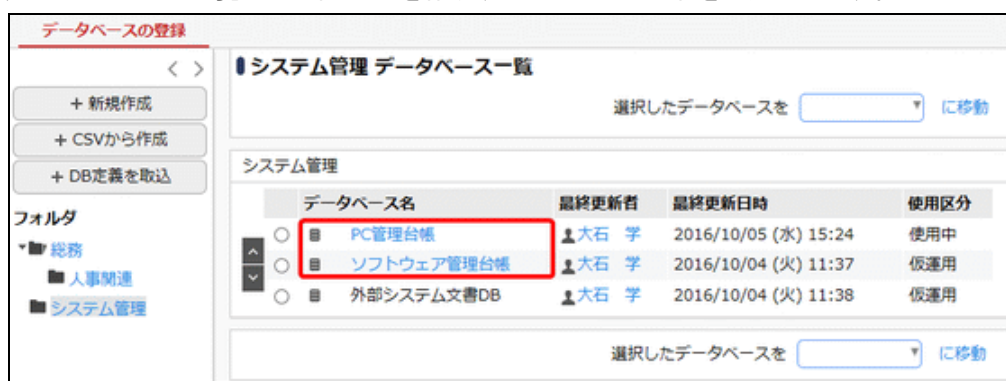 データベースの登録
< >
+ 新規作成
+ CSVから作成
+ DB定義を取込
フォルダ
総務
人事関連
システム管理
システム管理 データベース一覧
選択したデータベースを に移動
システム管理
データベース名 最終更新者 最終更新日時 使用区分
PC管理台帳 大石 学 2016/10/05 (水) 15:24 使用中
ソフトウェア管理台帳 大石 学 2016/10/04 (火) 11:37 仮運用
外部システム文書DB 大石 学 2016/10/04 (火) 11:38 仮運用
選択したデータベースを に移動